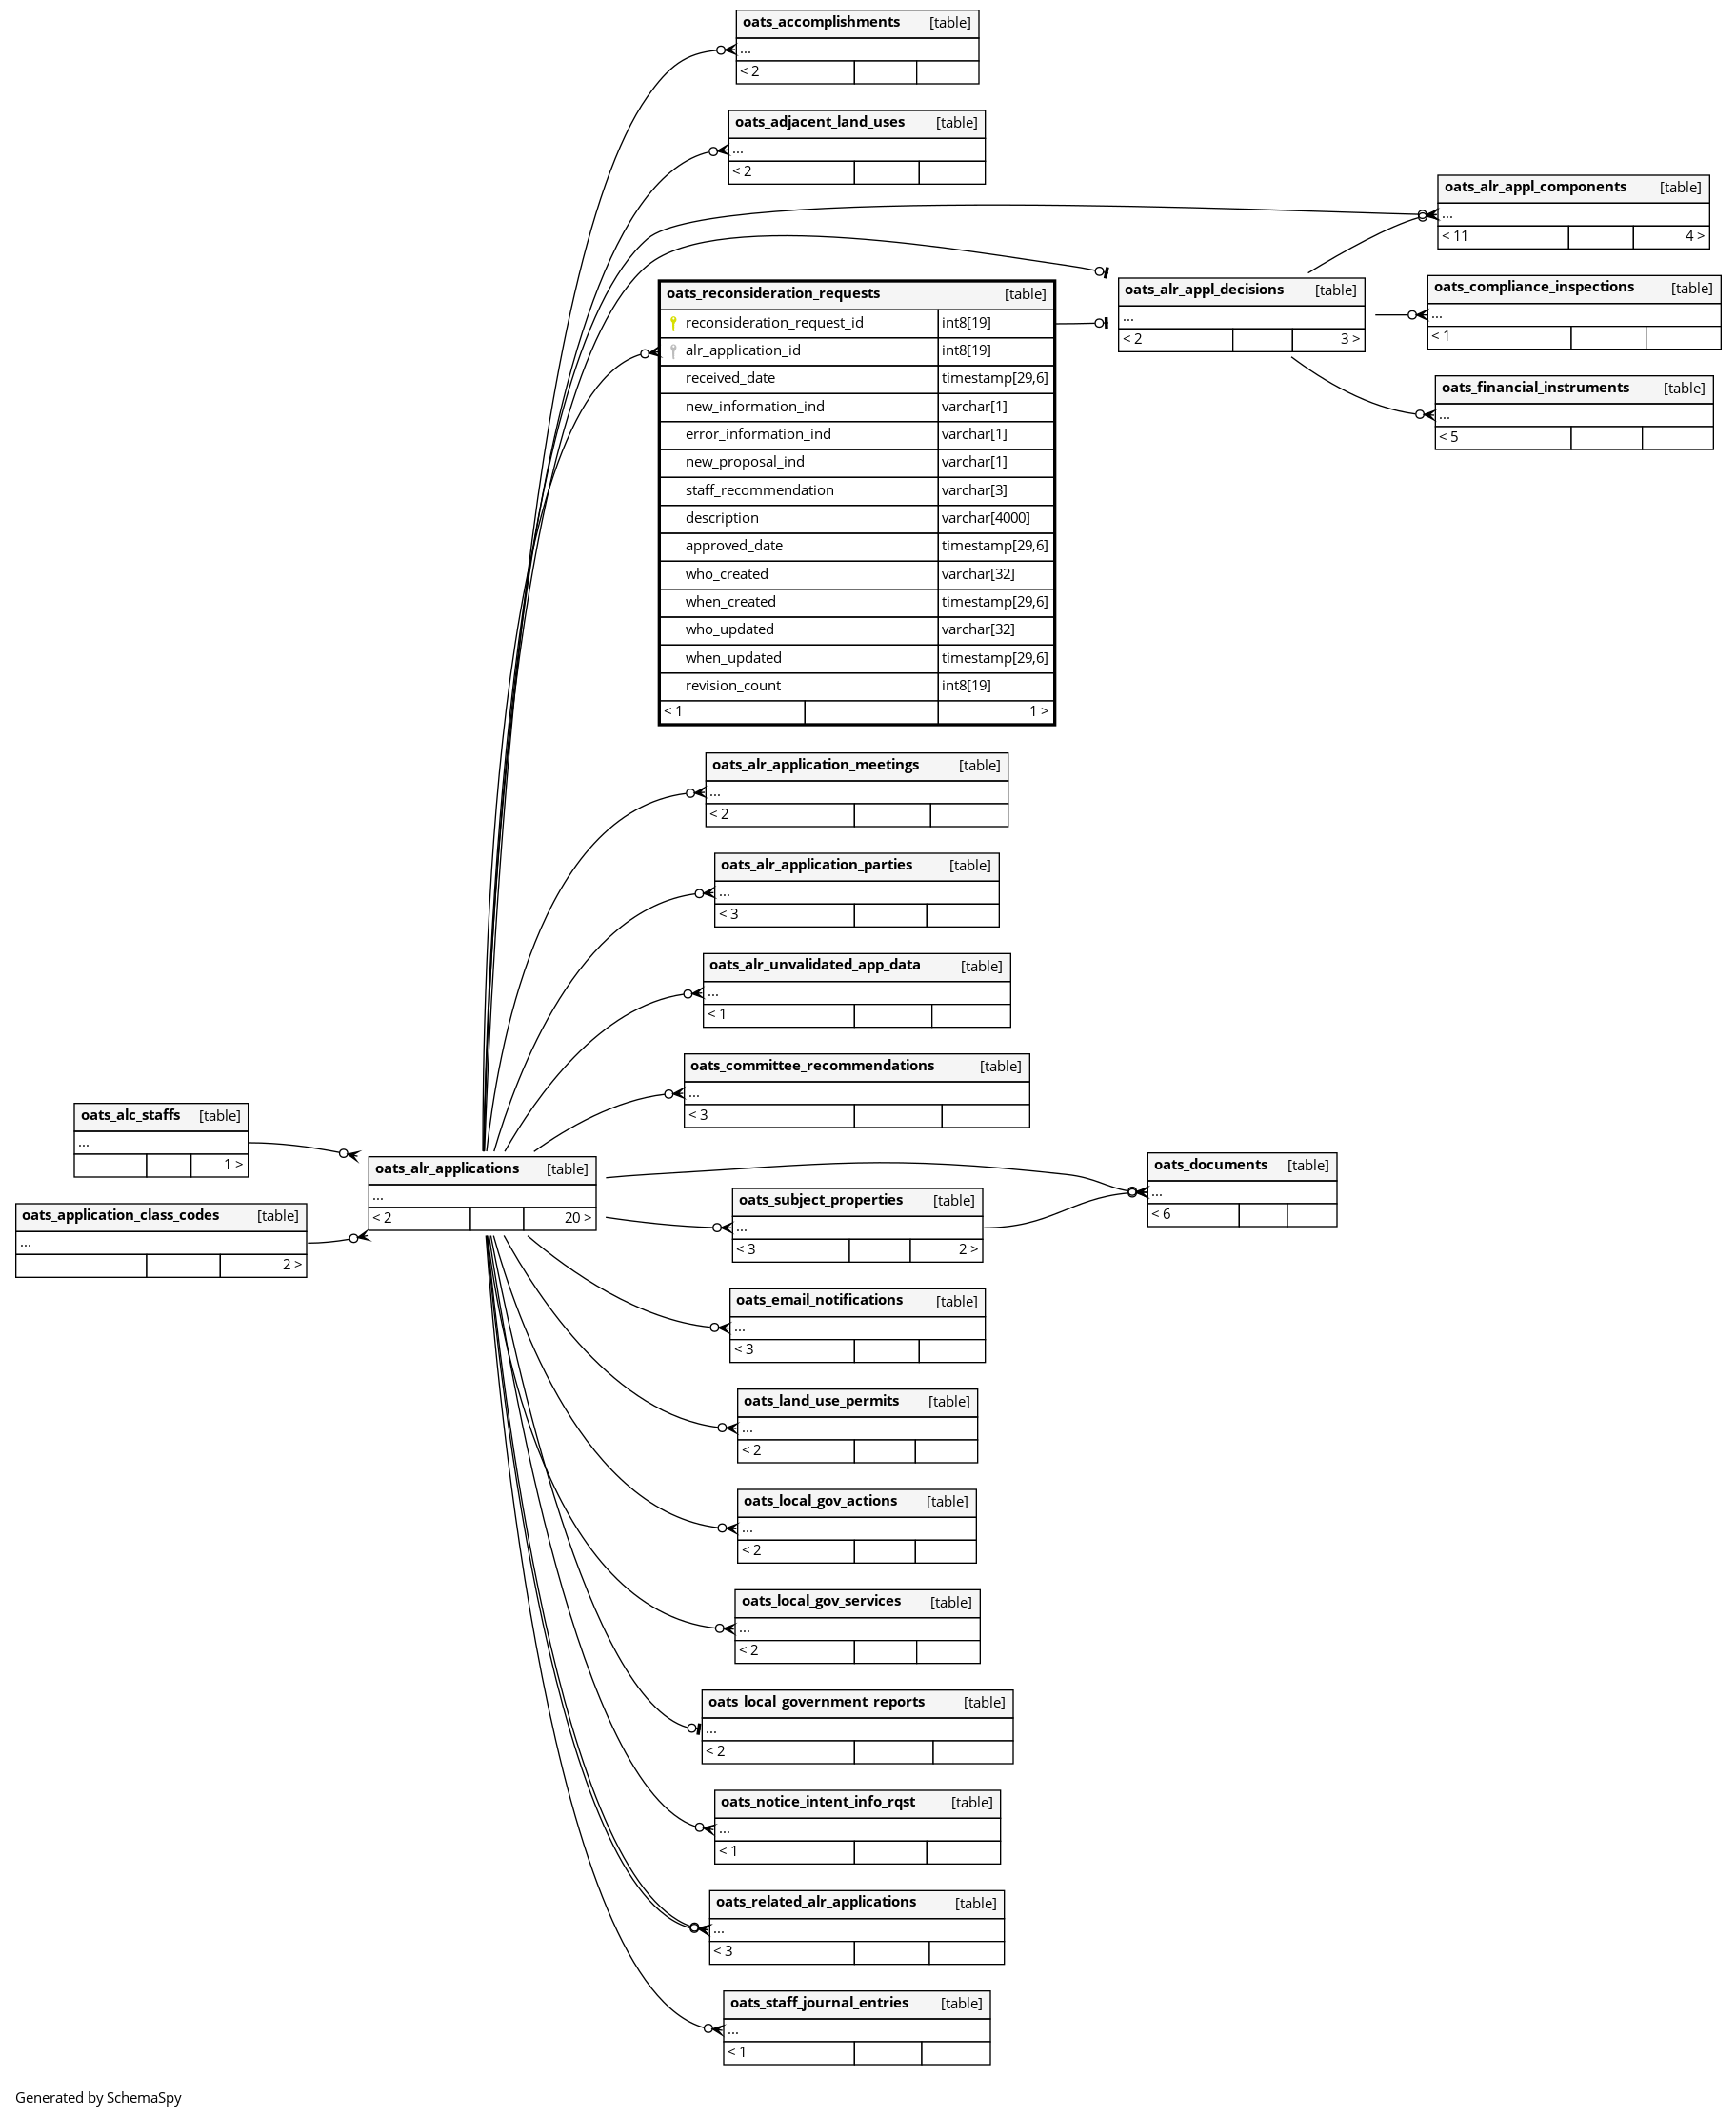 oats_accomplishments [table]
...
< 2
oats_adjacent_land_uses [table]
...
< 2
oats_alr_appl_components [table]
...
< 11 4 >
oats_alr_appl_decisions [table]
...
< 2 3 >
oats_compliance_inspections [table]
...
< 1
oats_financial_instruments [table]
...
< 5
oats_reconsideration_requests [table]
reconsideration_request_id int8[19]
alr_application_id int8[19]
received_date timestamp[29,6]
new_information_ind varchar[1]
error_information_ind varchar[1]
new_proposal_ind varchar[1]
staff_recommendation varchar[3]
description varchar[4000]
approved_date timestamp[29,6]
who_created varchar[32]
when_created timestamp[29,6]
who_updated varchar[32]
when_updated timestamp[29,6]
revision_count int8[19]
< 1 1 >
oats_alr_application_meetings [table]
...
< 2
oats_alr_application_parties [table]
...
< 3
oats_alr_unvalidated_app_data [table]
...
< 1
oats_committee_recommendations [table]
...
< 3
oats_alc_staffs [table]
...
1 >
oats_application_class_codes [table]
...
2 >
oats_alr_applications [table]
...
< 2 20 >
oats_documents [table]
...
< 6
oats_subject_properties [table]
...
< 3 2 >
oats_email_notifications [table]
...
< 3
oats_land_use_permits [table]
...
< 2
oats_local_gov_actions [table]
...
< 2
oats_local_gov_services [table]
...
< 2
oats_local_government_reports [table]
...
< 2
oats_notice_intent_info_rqst [table]
...
< 1
oats_related_alr_applications [table]
...
< 3
oats_staff_journal_entries [table]
...
< 1
Generated by SchemaSpy